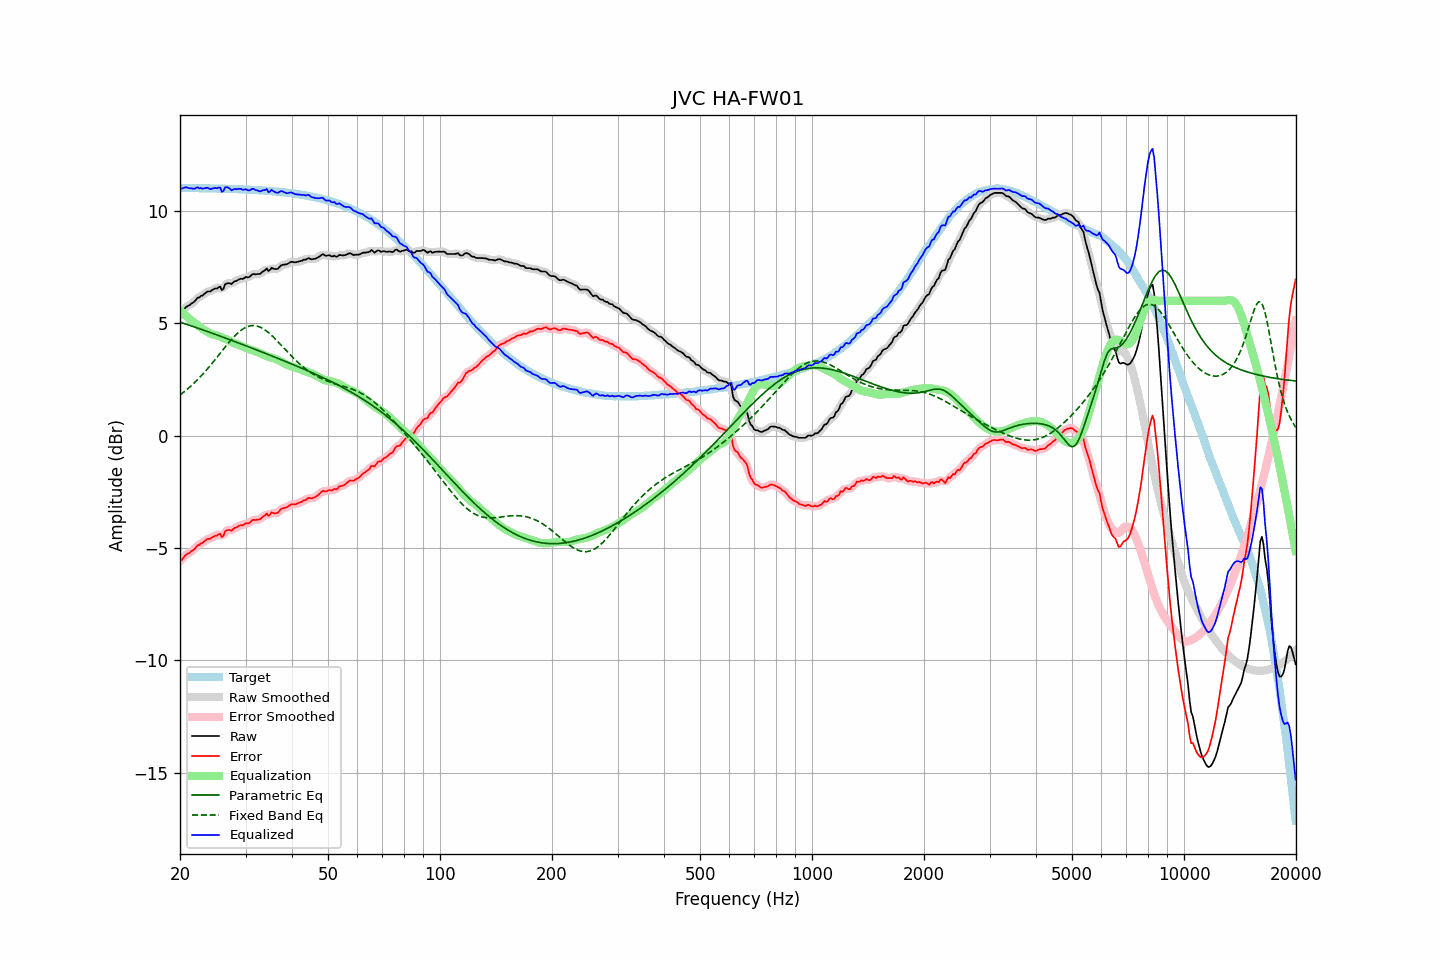 JVC HA-FW01
Amplitude (dBr)
10
5
0
−5
−10
−15
Target
Raw Smoothed
Error Smoothed
Raw
Error
Equalization
Parametric Eq
Fixed Band Eq
Equalized
20 50 100 200 500 1000 2000 5000 10000 20000
Frequency (Hz)